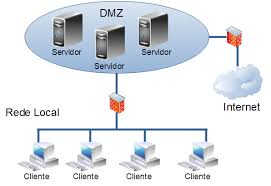 DMZ
Servidor
Servidor
Servidor
Internet
Rede Local
Cliente
Cliente
Cliente
Cliente